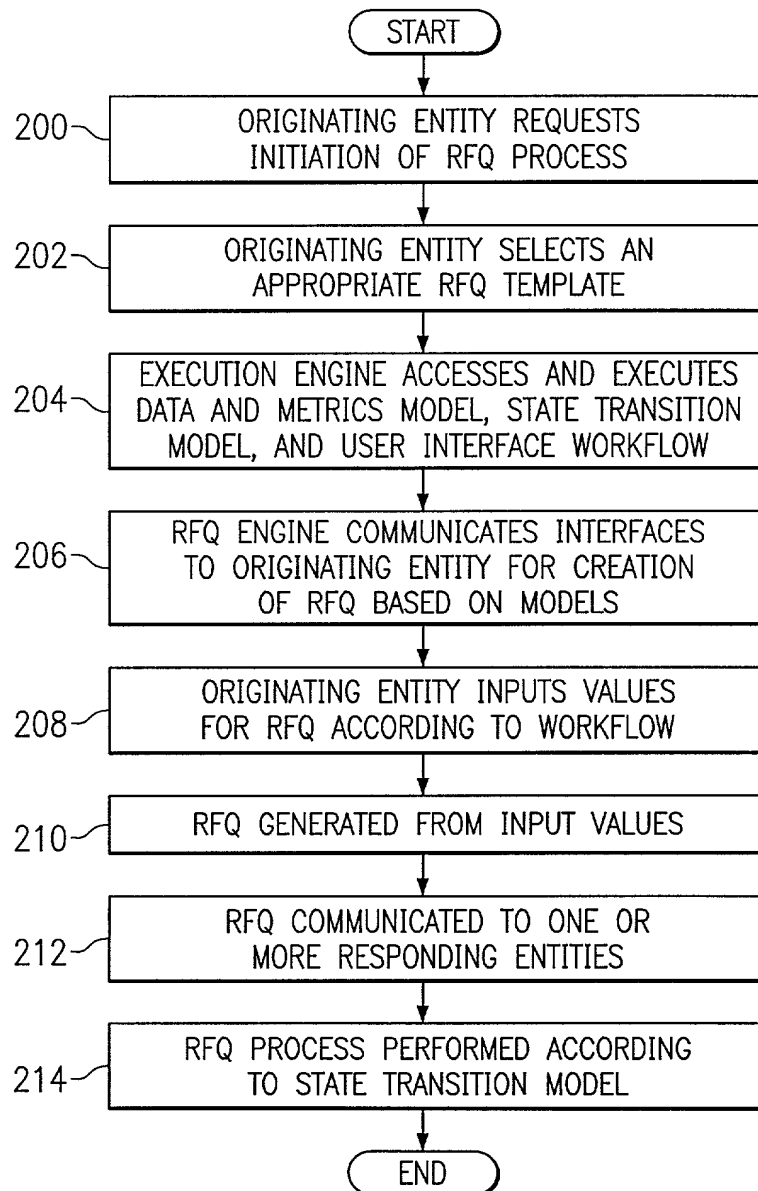 START
200
ORIGINATING ENTITY REQUESTS
INITIATION OF RFQ PROCESS
202
ORIGINATING ENTITY SELECTS AN
APPROPRIATE RFQ TEMPLATE
204
EXECUTION ENGINE ACCESSES AND EXECUTES
DATA AND METRICS MODEL, STATE TRANSITION
MODEL, AND USER INTERFACE WORKFLOW
206
RFQ ENGINE COMMUNICATES INTERFACES
TO ORIGINATING ENTITY FOR CREATION
OF RFQ BASED ON MODELS
208
ORIGINATING ENTITY INPUTS VALUES
FOR RFQ ACCORDING TO WORKFLOW
210
RFQ GENERATED FROM INPUT VALUES
212
RFQ COMMUNICATED TO ONE OR
MORE RESPONDING ENTITIES
214
RFQ PROCESS PERFORMED ACCORDING
TO STATE TRANSITION MODEL
END